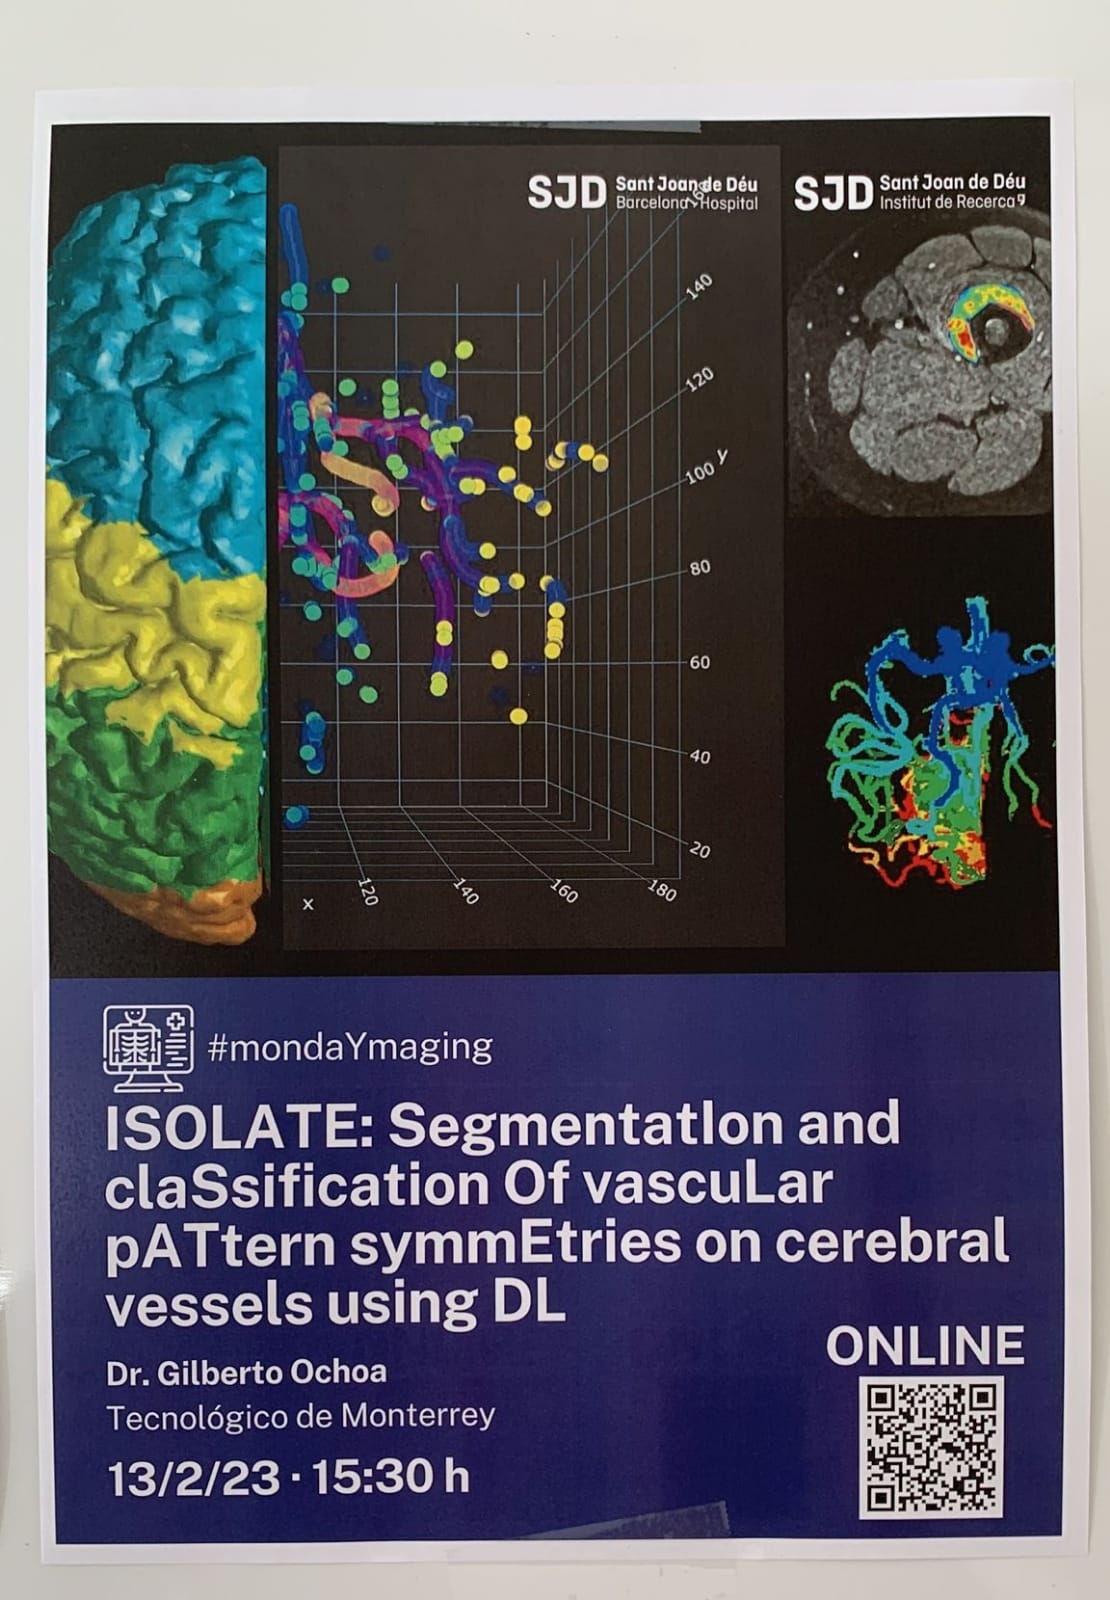 SJD Sant Joan de Déu
Barcelona · Hospital
SJD Sant Joan de Déu
Institut de Recerca
140
120
100 y
80
60
40
20
x
120
140
160
180
#mondaYmaging
ISOLATE: SegmentatIon and
claSsification Of vascuLar
pATtern symmEtries on cerebral
vessels using DL
Dr. Gilberto Ochoa
Tecnológico de Monterrey
13/2/23 · 15:30 h
ONLINE